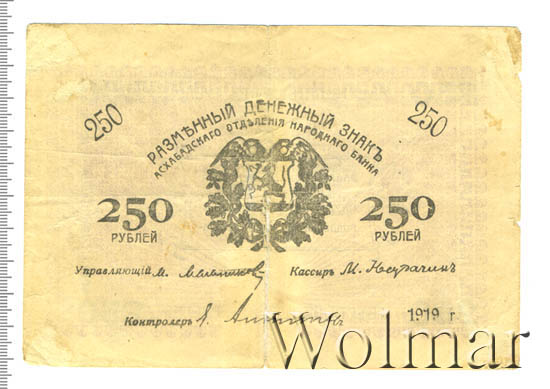 250
250
РАЗМѢННЫЙ ДЕНЕЖНЫЙ ЗНАКЪ
АСХАБАДСКАГО ОТДѢЛЕНІЯ НАРОДНАГО БАНКА
250
РУБЛЕЙ
250
РУБЛЕЙ
Управляющій М.
Кассиръ М.
Контролеръ
1919 г
Wolmar